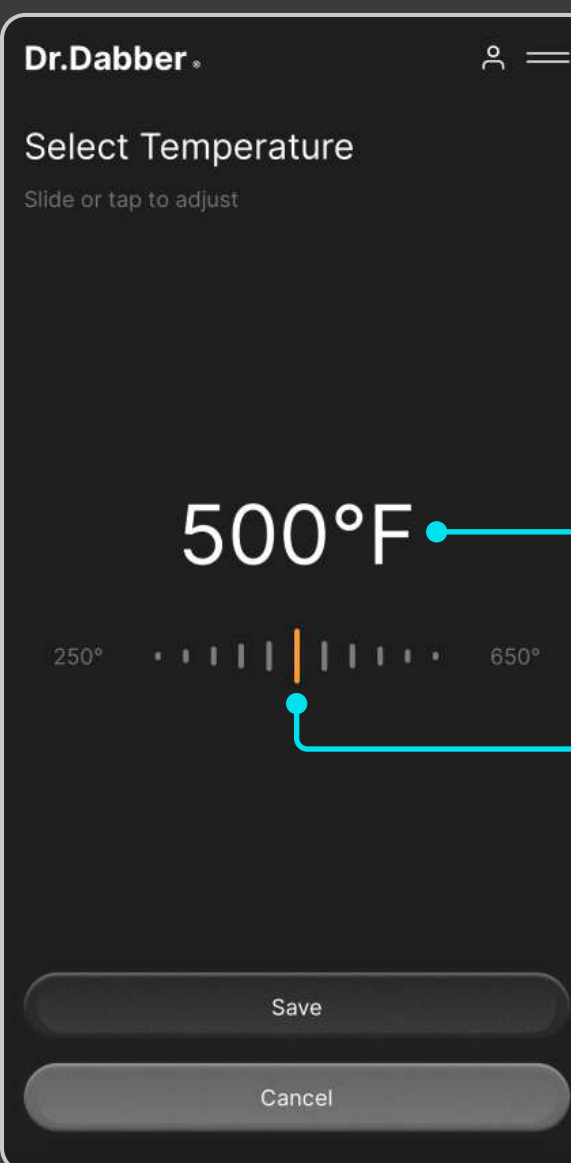 Dr.Dabber®
Select Temperature
Slide or tap to adjust
500°F
250° 650°
Save
Cancel